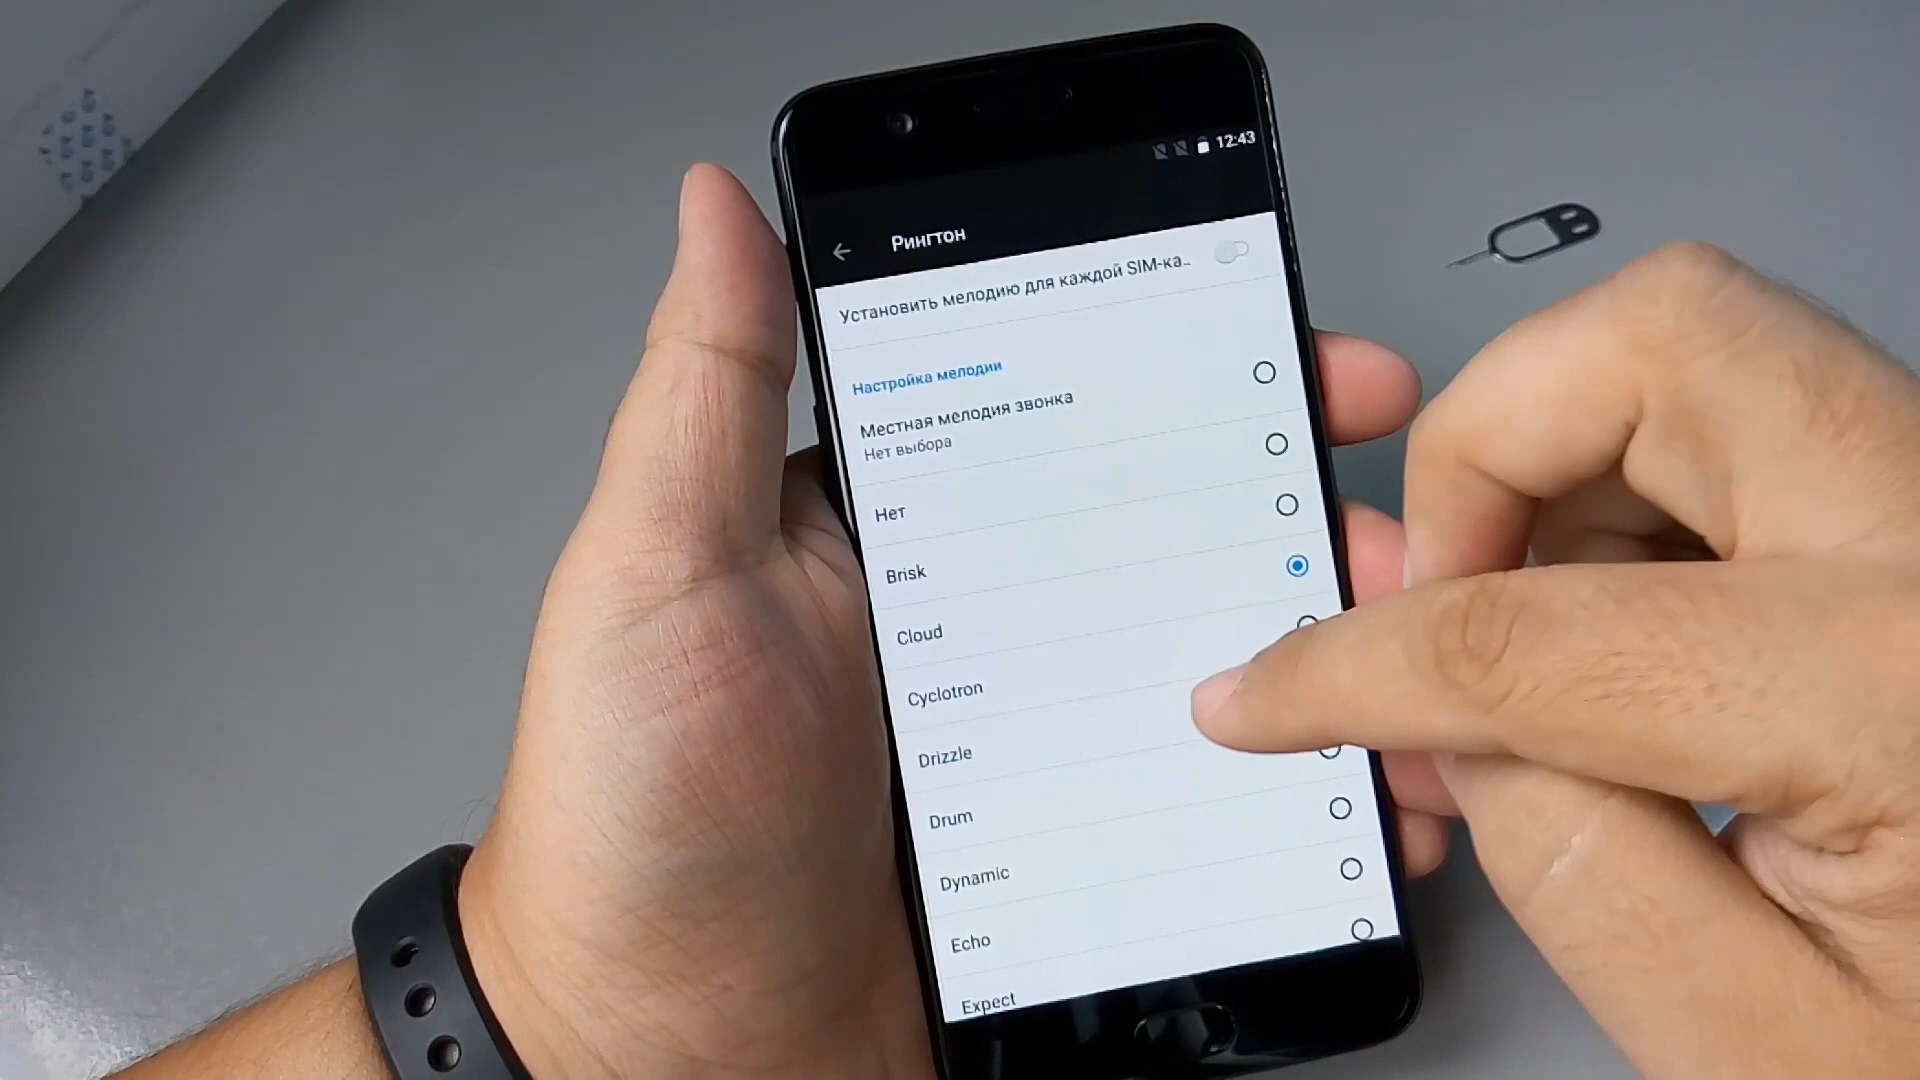 12:43
Рингтон
Установить мелодию для каждой SIM-ка..
Настройка мелодии
Местная мелодия звонка
Нет выбора
Нет
Brisk
Cloud
Cyclotron
Drizzle
Drum
Dynamic
Echo
Expect